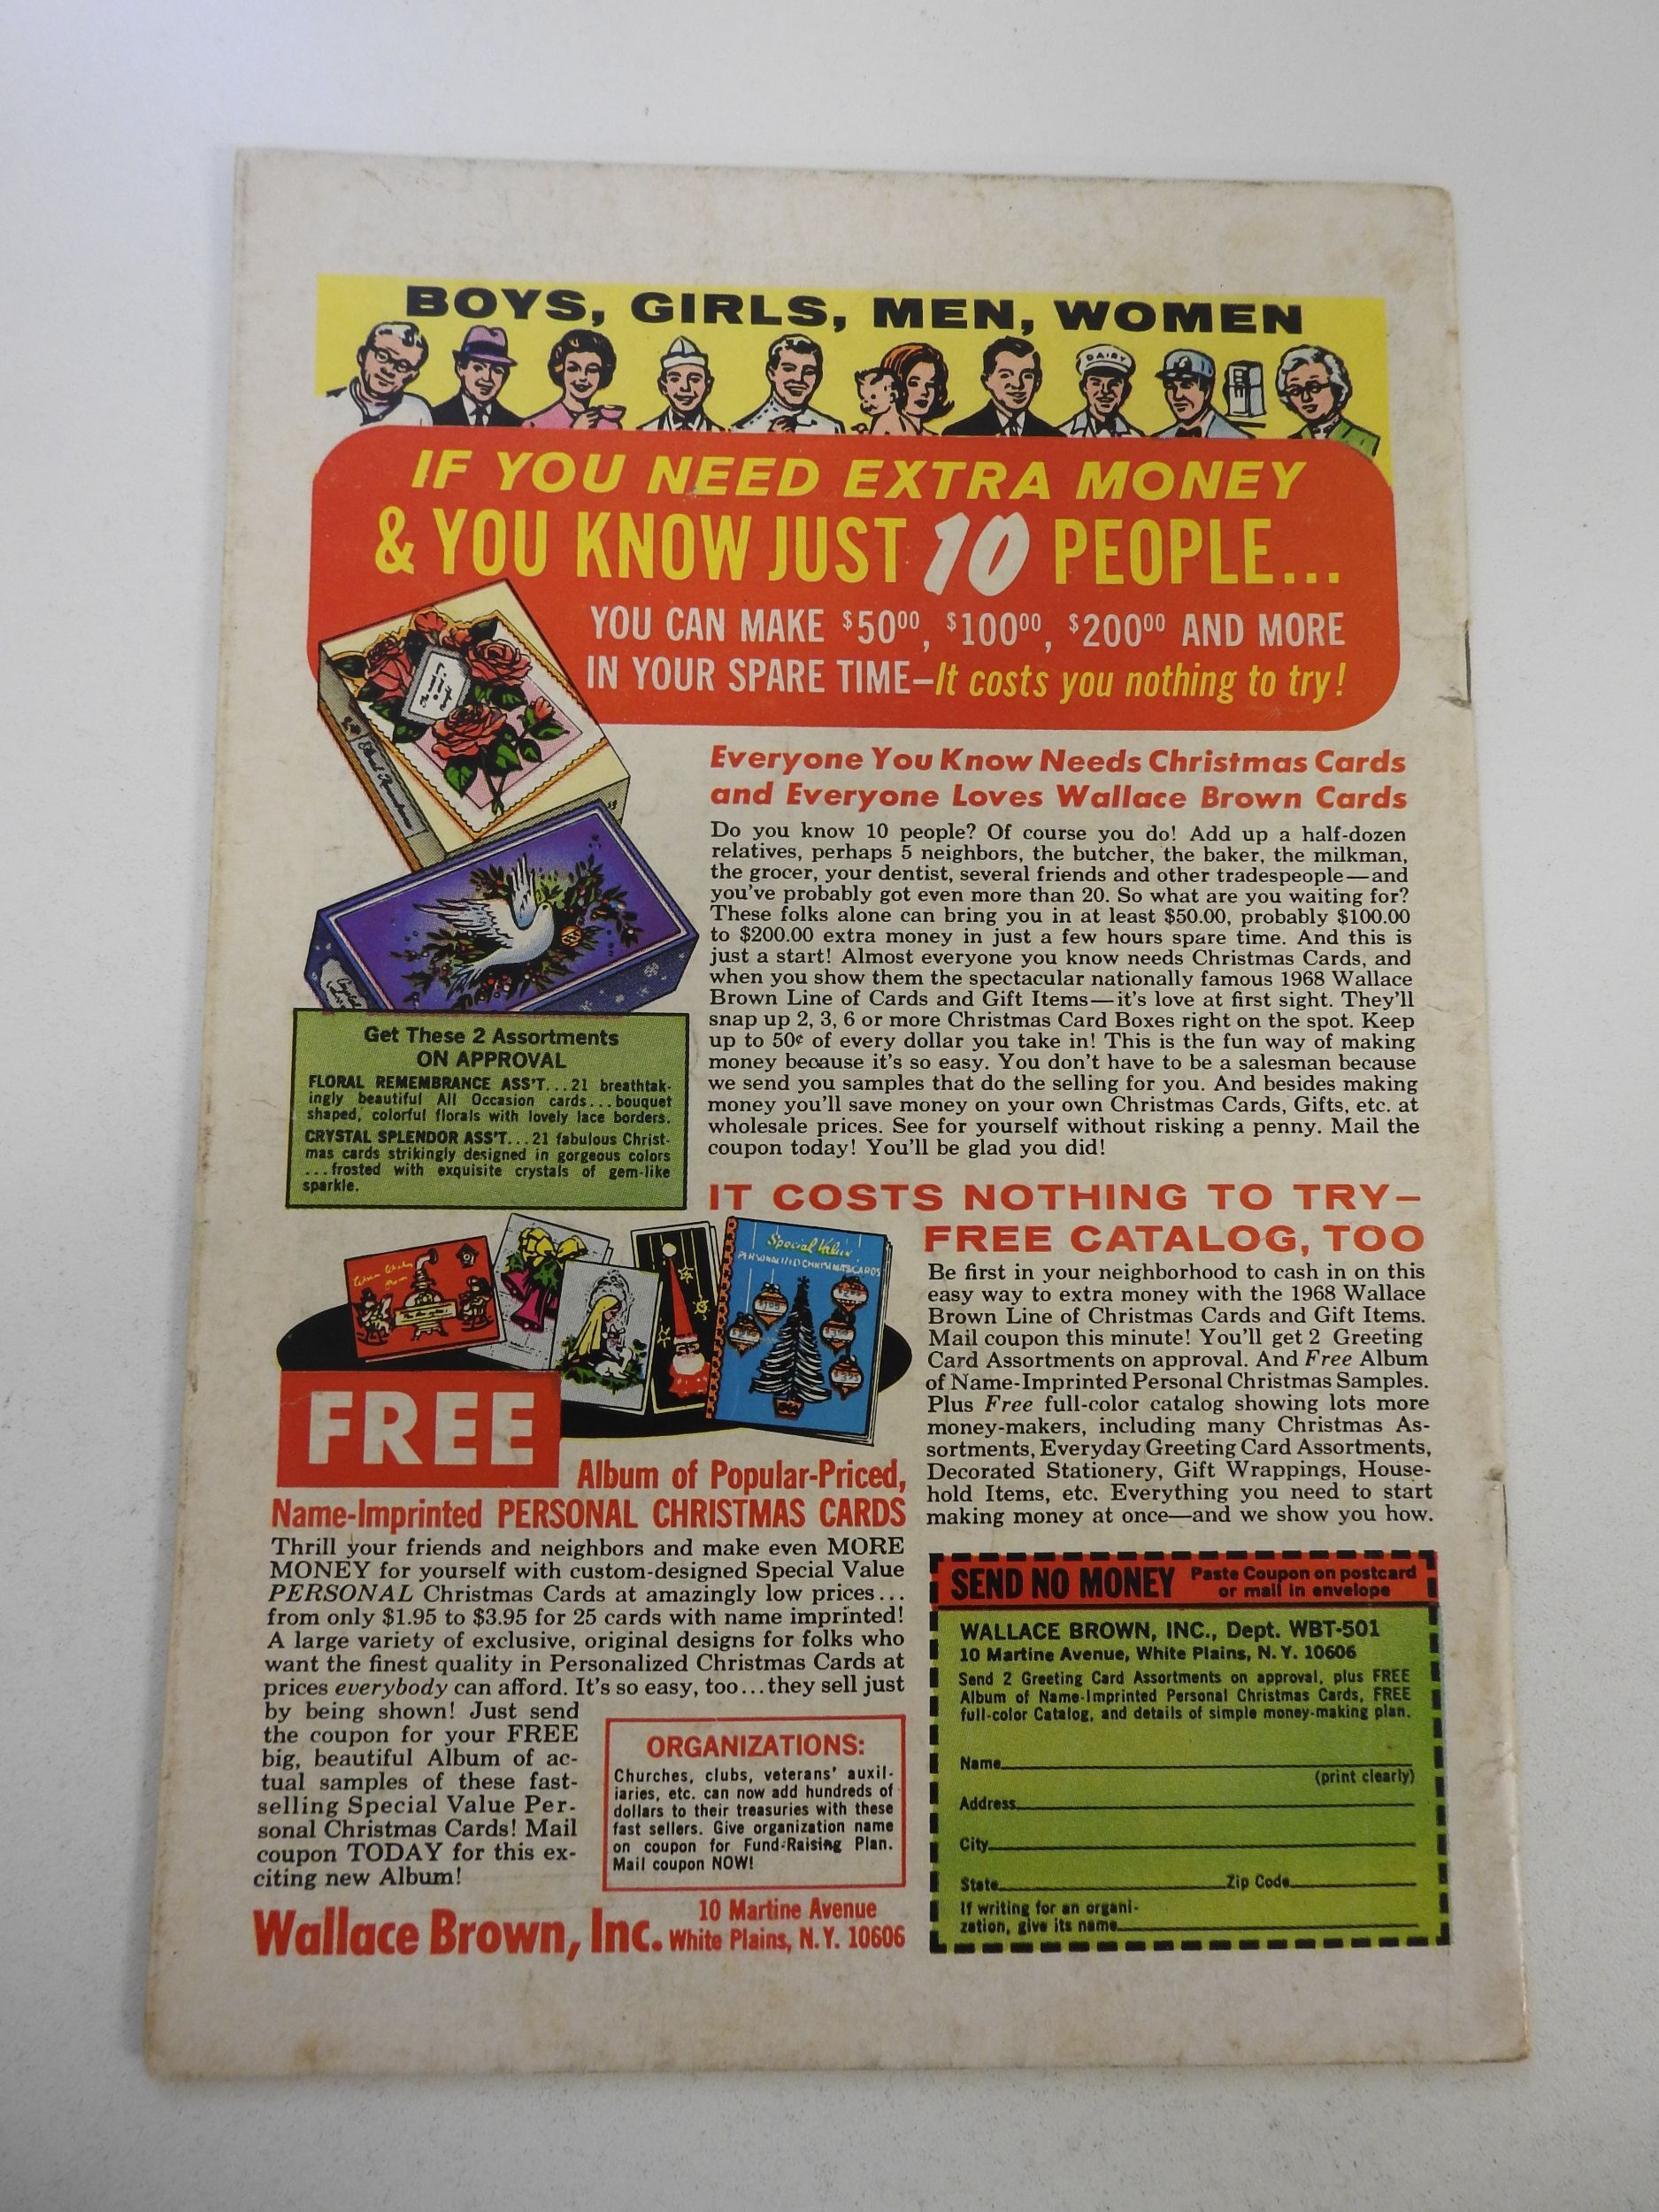 BOYS, GIRLS, MEN, WOMEN
DAIRY
IF YOU NEED EXTRA MONEY
& YOU KNOW JUST 10 PEOPLE...
YOU CAN MAKE $50⁰⁰, $100⁰⁰, $200⁰⁰ AND MORE
IN YOUR SPARE TIME—It costs you nothing to try!
Everyone You Know Needs Christmas Cards
and Everyone Loves Wallace Brown Cards
Do you know 10 people? Of course you do! Add up a half-dozen
relatives, perhaps 5 neighbors, the butcher, the baker, the milkman,
the grocer, your dentist, several friends and other tradespeople—and
you've probably got even more than 20. So what are you waiting for?
These folks alone can bring you in at least $50.00, probably $100.00
to $200.00 extra money in just a few hours spare time. And this is
just a start! Almost everyone you know needs Christmas Cards, and
when you show them the spectacular nationally famous 1968 Wallace
Brown Line of Cards and Gift Items—it's love at first sight. They'll
snap up 2, 3, 6 or more Christmas Card Boxes right on the spot. Keep
up to 50¢ of every dollar you take in! This is the fun way of making
money because it's so easy. You don't have to be a salesman because
we send you samples that do the selling for you. And besides making
money you'll save money on your own Christmas Cards, Gifts, etc. at
wholesale prices. See for yourself without risking a penny. Mail the
coupon today! You'll be glad you did!
Get These 2 Assortments
ON APPROVAL
FLORAL REMEMBRANCE ASS'T...21 breathtak-
ingly beautiful All Occasion cards...bouquet
shaped, colorful florals with lovely lace borders.
CRYSTAL SPLENDOR ASS'T...21 fabulous Christ-
mas cards strikingly designed in gorgeous colors
...frosted with exquisite crystals of gem-like
sparkle.
IT COSTS NOTHING TO TRY—
FREE CATALOG, TOO
Be first in your neighborhood to cash in on this
easy way to extra money with the 1968 Wallace
Brown Line of Christmas Cards and Gift Items.
Mail coupon this minute! You'll get 2 Greeting
Card Assortments on approval. And Free Album
of Name-Imprinted Personal Christmas Samples.
Plus Free full-color catalog showing lots more
money-makers, including many Christmas As-
sortments, Everyday Greeting Card Assortments,
Decorated Stationery, Gift Wrappings, House-
hold Items, etc. Everything you need to start
making money at once—and we show you how.
Special Value
PERSONALIZED CHRISTMAS CARDS
FREE
Album of Popular-Priced,
Name-Imprinted PERSONAL CHRISTMAS CARDS
Thrill your friends and neighbors and make even MORE
MONEY for yourself with custom-designed Special Value
PERSONAL Christmas Cards at amazingly low prices...
from only $1.95 to $3.95 for 25 cards with name imprinted!
A large variety of exclusive, original designs for folks who
want the finest quality in Personalized Christmas Cards at
prices everybody can afford. It's so easy, too...they sell just
by being shown! Just send
the coupon for your FREE
big, beautiful Album of ac-
tual samples of these fast-
selling Special Value Per-
sonal Christmas Cards! Mail
coupon TODAY for this ex-
citing new Album!
ORGANIZATIONS:
Churches, clubs, veterans' auxil-
iaries, etc. can now add hundreds of
dollars to their treasuries with these
fast sellers. Give organization name
on coupon for Fund-Raising Plan.
Mail coupon NOW!
Wallace Brown, Inc. 10 Martine Avenue
White Plains, N.Y. 10606
SEND NO MONEY Paste Coupon on postcard
or mail in envelope
WALLACE BROWN, INC., Dept. WBT-501
10 Martine Avenue, White Plains, N. Y. 10606
Send 2 Greeting Card Assortments on approval, plus FREE
Album of Name-Imprinted Personal Christmas Cards, FREE
full-color Catalog, and details of simple money-making plan.
Name
(print clearly)
Address
City
State Zip Code
If writing for an organi-
zation, give its name